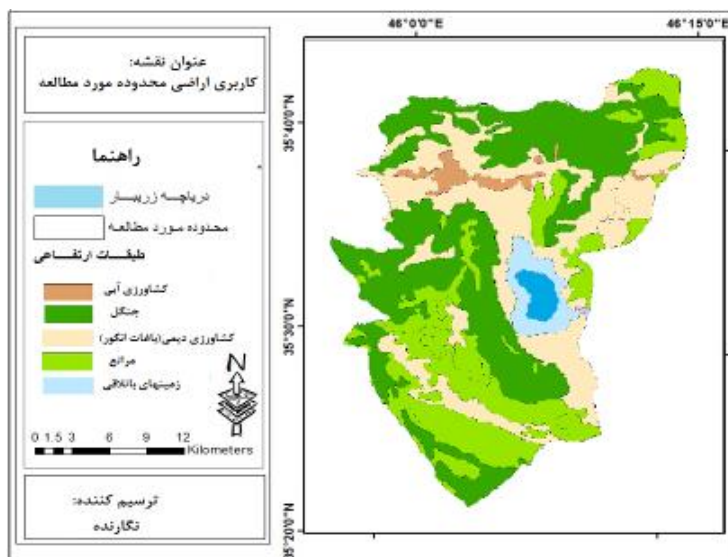 عنوان نقشه:
کاربری اراضی محدوده مورد مطالعه
راهنما
دریاچه زریبار
محدوده مورد مطالعه
طبقات ارتفاعی
کشاورزی آبی
جنگل
کشاورزی دیمی(باغات انگور)
مراتع
زمینهای باتلاقی
N
0 1.5 3 6 9 12
Kilometers
ترسیم کننده:
نگارنده
46°0'0"E
46°15'0"E
35°40'0"N
35°30'0"N
35°20'0"N